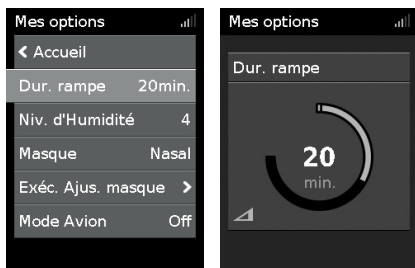 Mes options
Accueil
Dur. rampe 20min.
Niv. d'Humidité 4
Masque Nasal
Exéc. Ajus. masque
Mode Avion Off
Mes options
Dur. rampe
20
min.